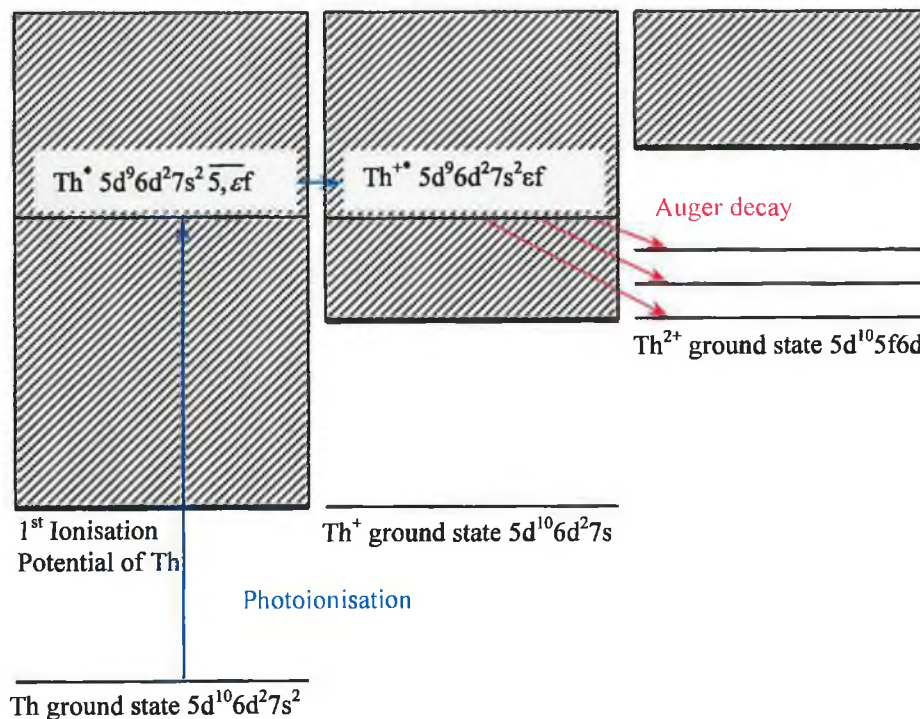 Th* 5d⁹6d²7s² 5, εf
Th⁺* 5d⁹6d²7s²εf
Auger decay
Th²⁺ ground state 5d¹⁰5f6d
1ˢᵗ Ionisation
Potential of Th
Th⁺ ground state 5d¹⁰6d²7s
Photoionisation
Th ground state 5d¹⁰6d²7s²